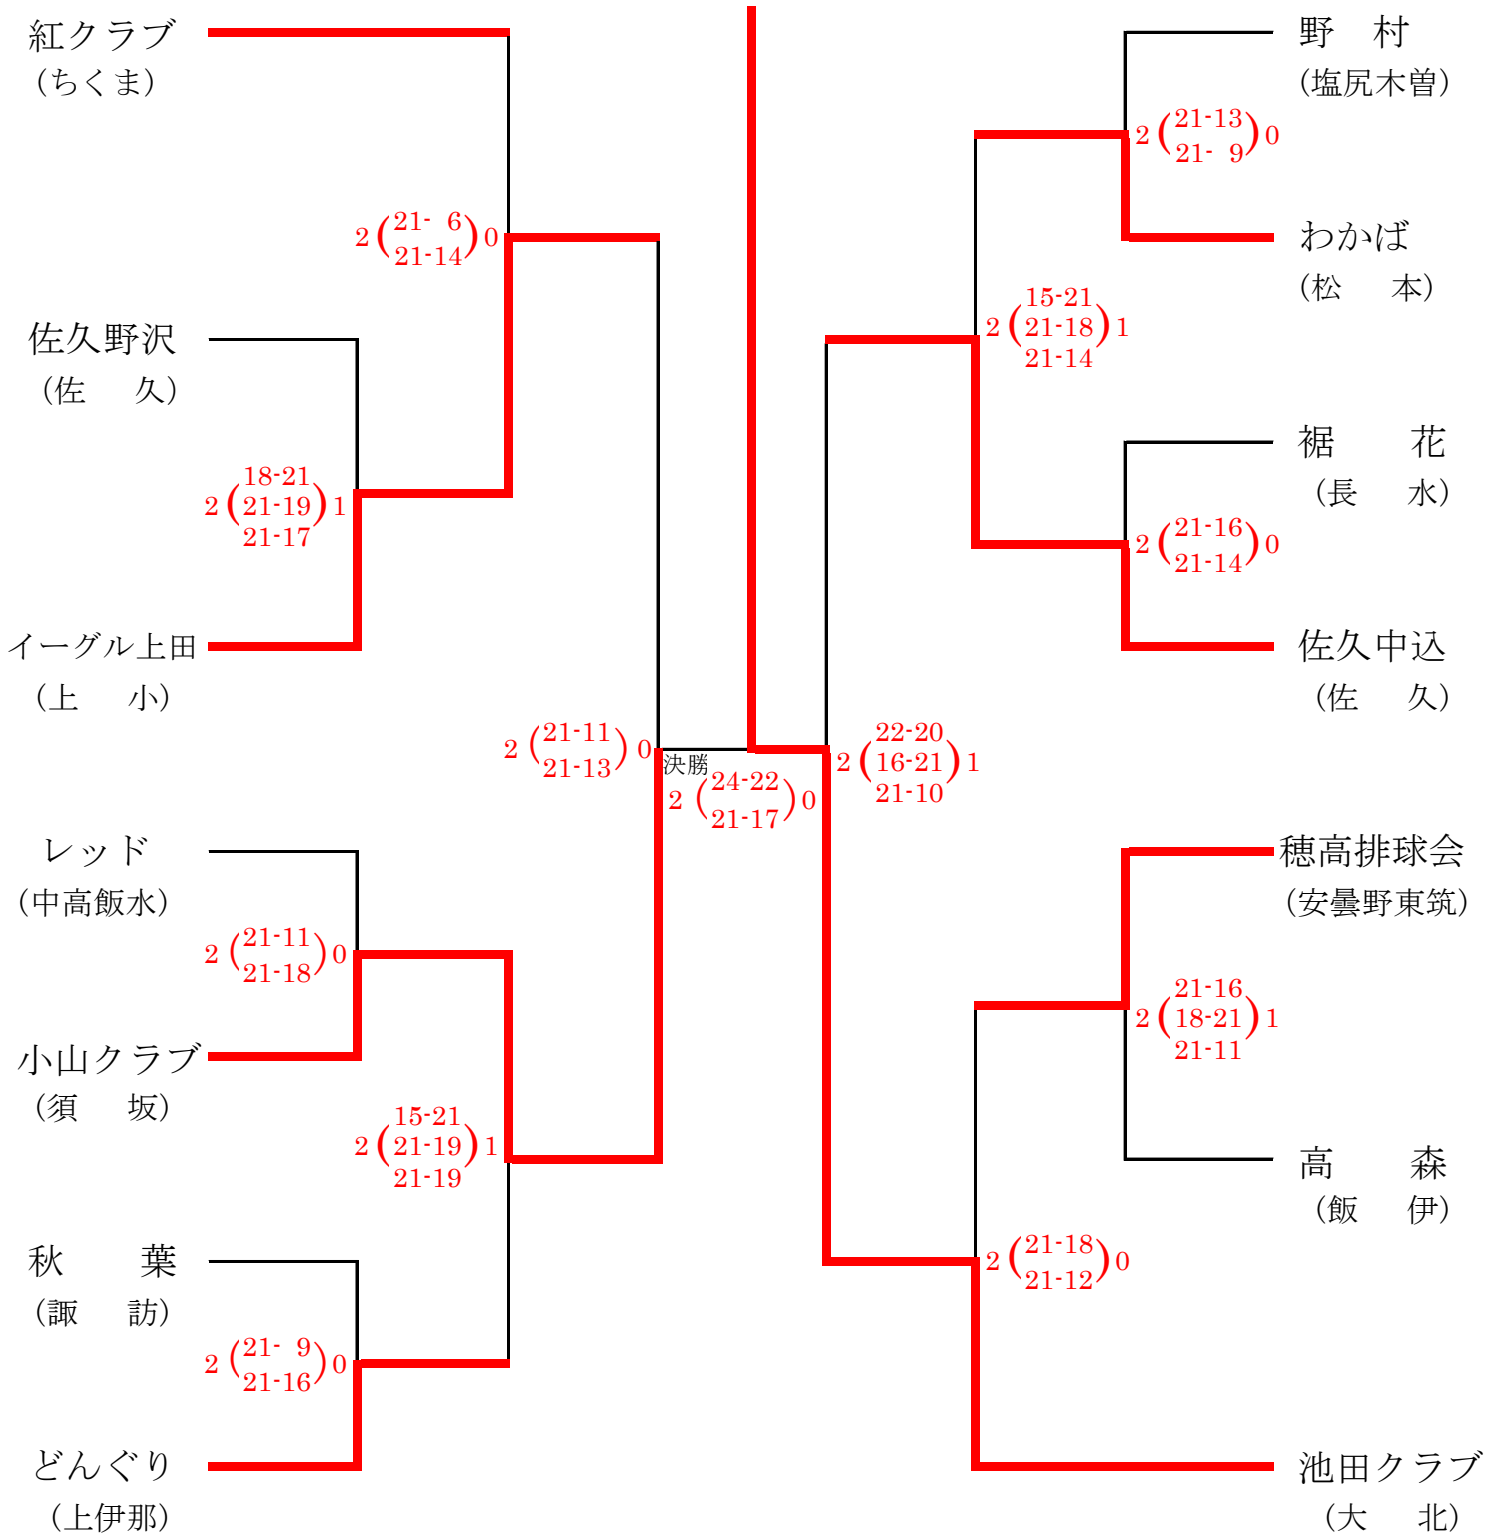 紅クラブ
(ちくま)
2 (21- 6 21-14) 0
佐久野沢
(佐 久)
2 (18-21 21-19 21-17) 1
イーグル上田
(上 小)
2 (21-11 21-13) 0
レッド
(中高飯水)
2 (21-11 21-18) 0
小山クラブ
(須 坂)
2 (15-21 21-19 21-19) 1
秋 葉
(諏 訪)
2 (21- 9 21-16) 0
どんぐり
(上伊那)
決勝
2 (24-22 21-17) 0
野 村
(塩尻木曽)
2 (21-13 21- 9) 0
わかば
(松 本)
2 (15-21 21-18 21-14) 1
裾 花
(長 水)
2 (21-16 21-14) 0
佐久中込
(佐 久)
2 (22-20 16-21 21-10) 1
穂高排球会
(安曇野東筑)
2 (21-16 18-21 21-11) 1
高 森
(飯 伊)
2 (21-18 21-12) 0
池田クラブ
(大 北)